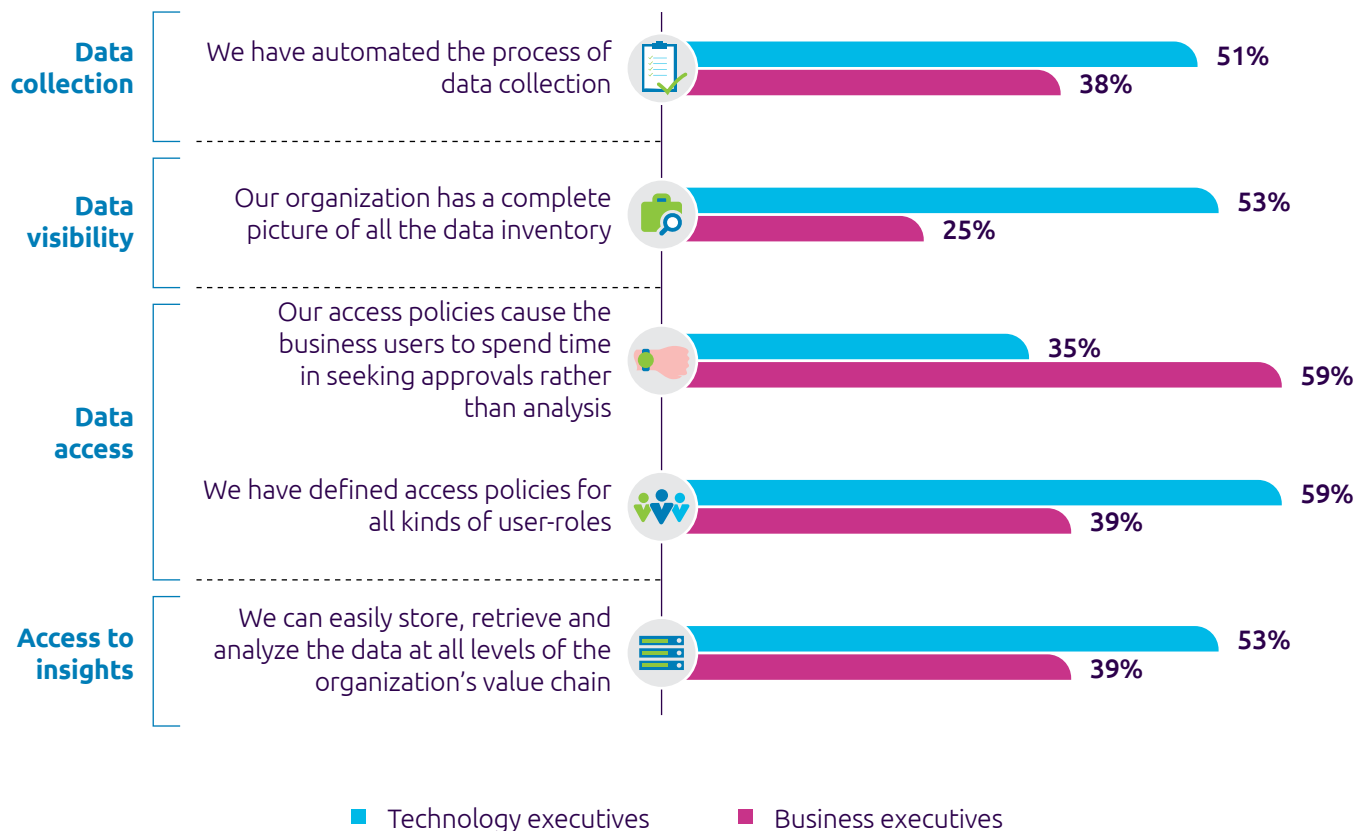 Data
collection
We have automated the process of
data collection
51%
38%
Data
visibility
Our organization has a complete
picture of all the data inventory
53%
25%
Data
access
Our access policies cause the
business users to spend time
in seeking approvals rather
than analysis
35%
59%
We have defined access policies for
all kinds of user-roles
59%
39%
Access to
insights
We can easily store, retrieve and
analyze the data at all levels of the
organization’s value chain
53%
39%
Technology executives
Business executives